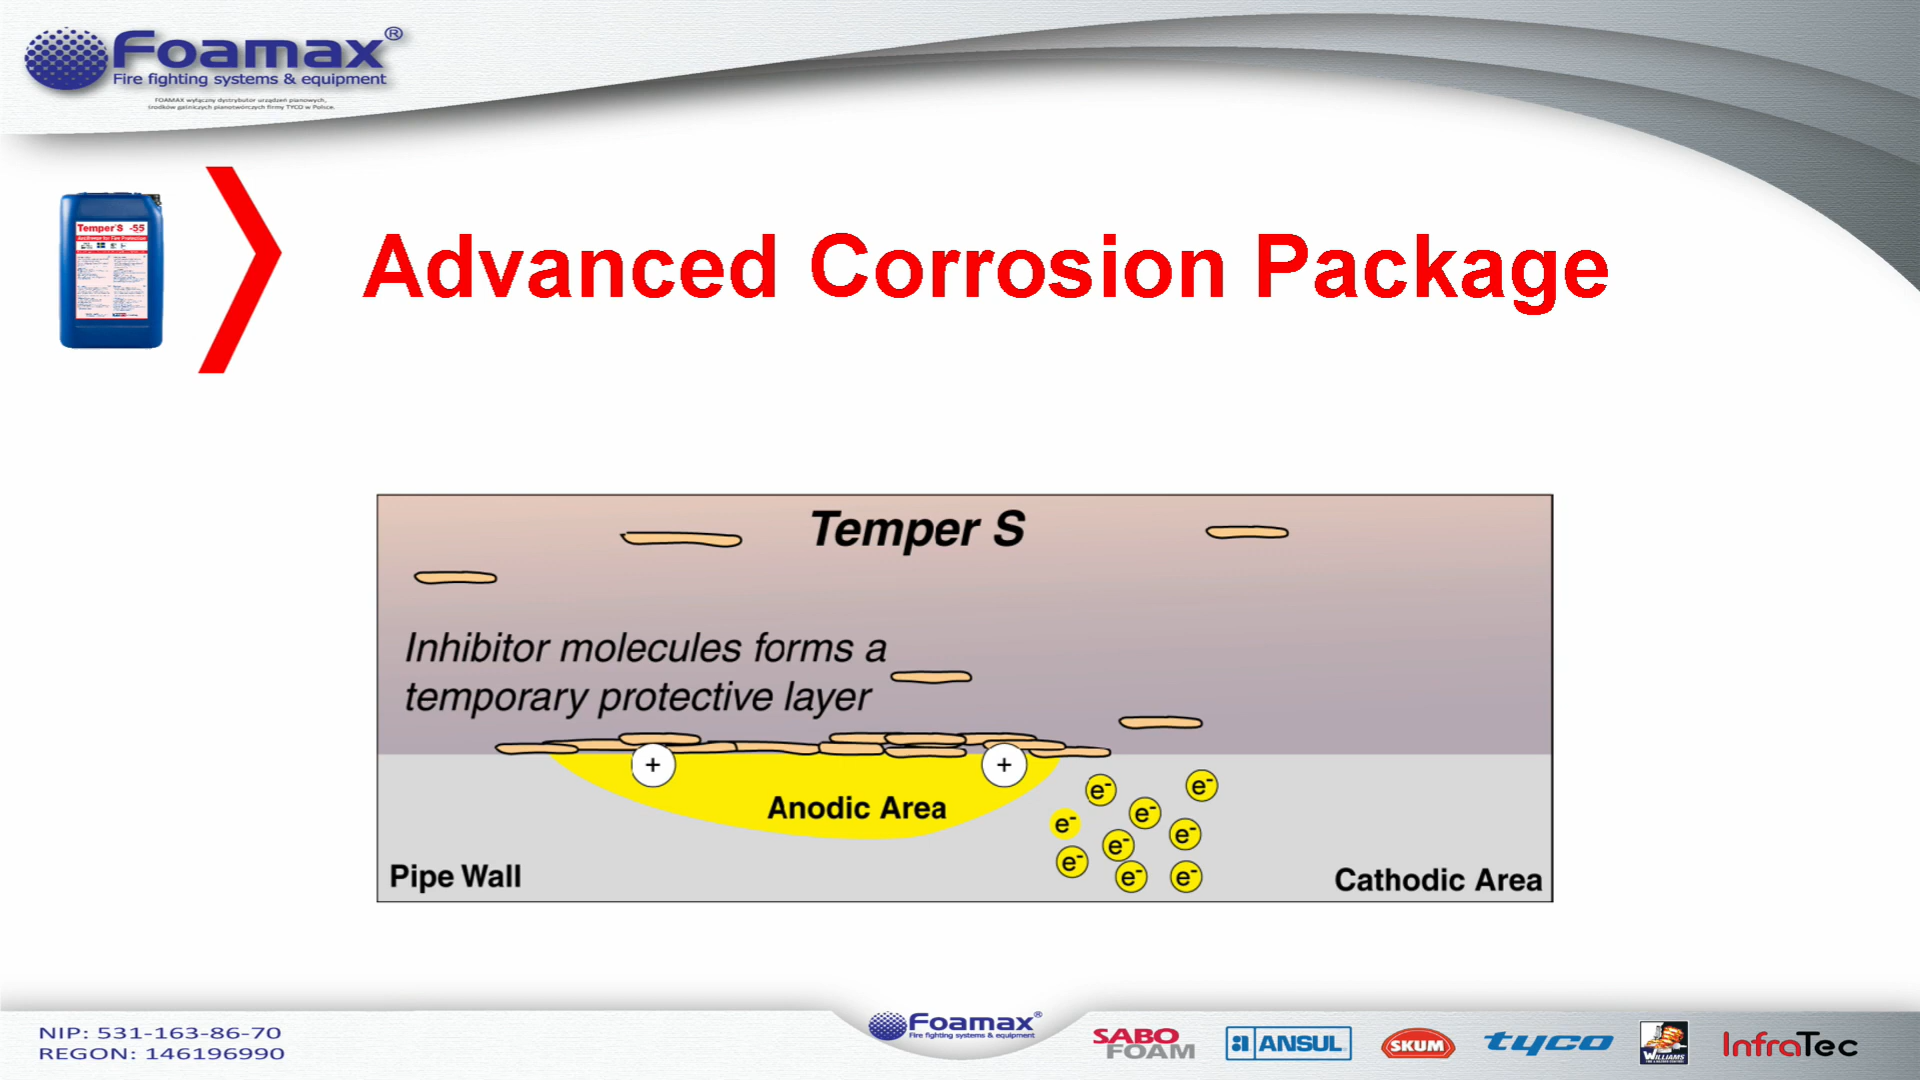 Foamax®
Fire fighting systems & equipment
FOAMAX wyłączny dystrybutor urządzeń pianowych,
środków gaśniczych pianotwórczych firmy TYCO w Polsce.
Temper S -55
Advanced Corrosion Package
Temper S
Inhibitor molecules forms a
temporary protective layer
+ +
Anodic Area
e- e- e- e- e- e- e- e- e-
Pipe Wall
Cathodic Area
NIP: 531-163-86-70
REGON: 146196990
Foamax®
Fire fighting systems & equipment
SABO
FOAM
ANSUL
SKUM
tyco
WILLIAMS
InfraTec